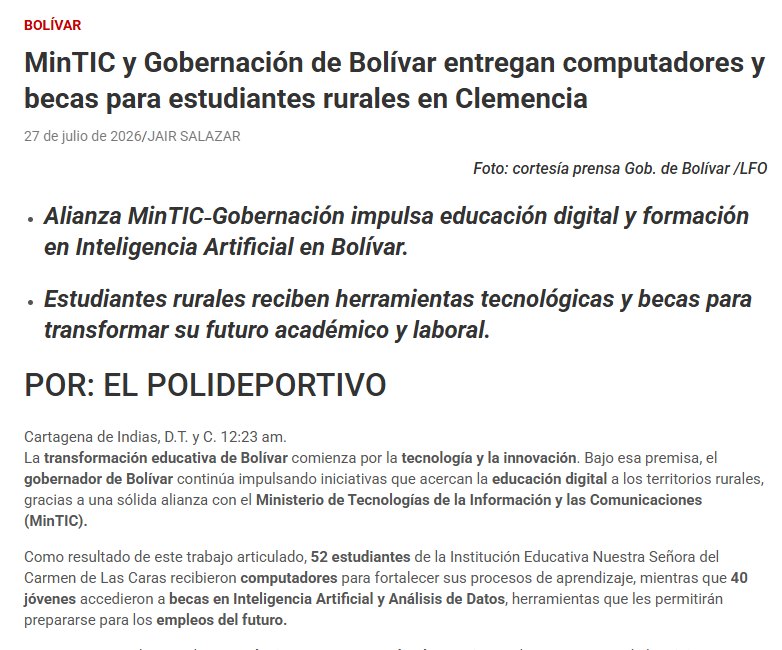 BOLÍVAR
MinTIC y Gobernación de Bolívar entregan computadores y
becas para estudiantes rurales en Clemencia
27 de julio de 2026/JAIR SALAZAR
Foto: cortesía prensa Gob. de Bolívar /LFO
• Alianza MinTIC-Gobernación impulsa educación digital y formación
en Inteligencia Artificial en Bolívar.
• Estudiantes rurales reciben herramientas tecnológicas y becas para
transformar su futuro académico y laboral.
POR: EL POLIDEPORTIVO
Cartagena de Indias, D.T. y C. 12:23 am.
La transformación educativa de Bolívar comienza por la tecnología y la innovación. Bajo esa premisa, el
gobernador de Bolívar continúa impulsando iniciativas que acercan la educación digital a los territorios rurales,
gracias a una sólida alianza con el Ministerio de Tecnologías de la Información y las Comunicaciones
(MinTIC).
Como resultado de este trabajo articulado, 52 estudiantes de la Institución Educativa Nuestra Señora del
Carmen de Las Caras recibieron computadores para fortalecer sus procesos de aprendizaje, mientras que 40
jóvenes accedieron a becas en Inteligencia Artificial y Análisis de Datos, herramientas que les permitirán
prepararse para los empleos del futuro.